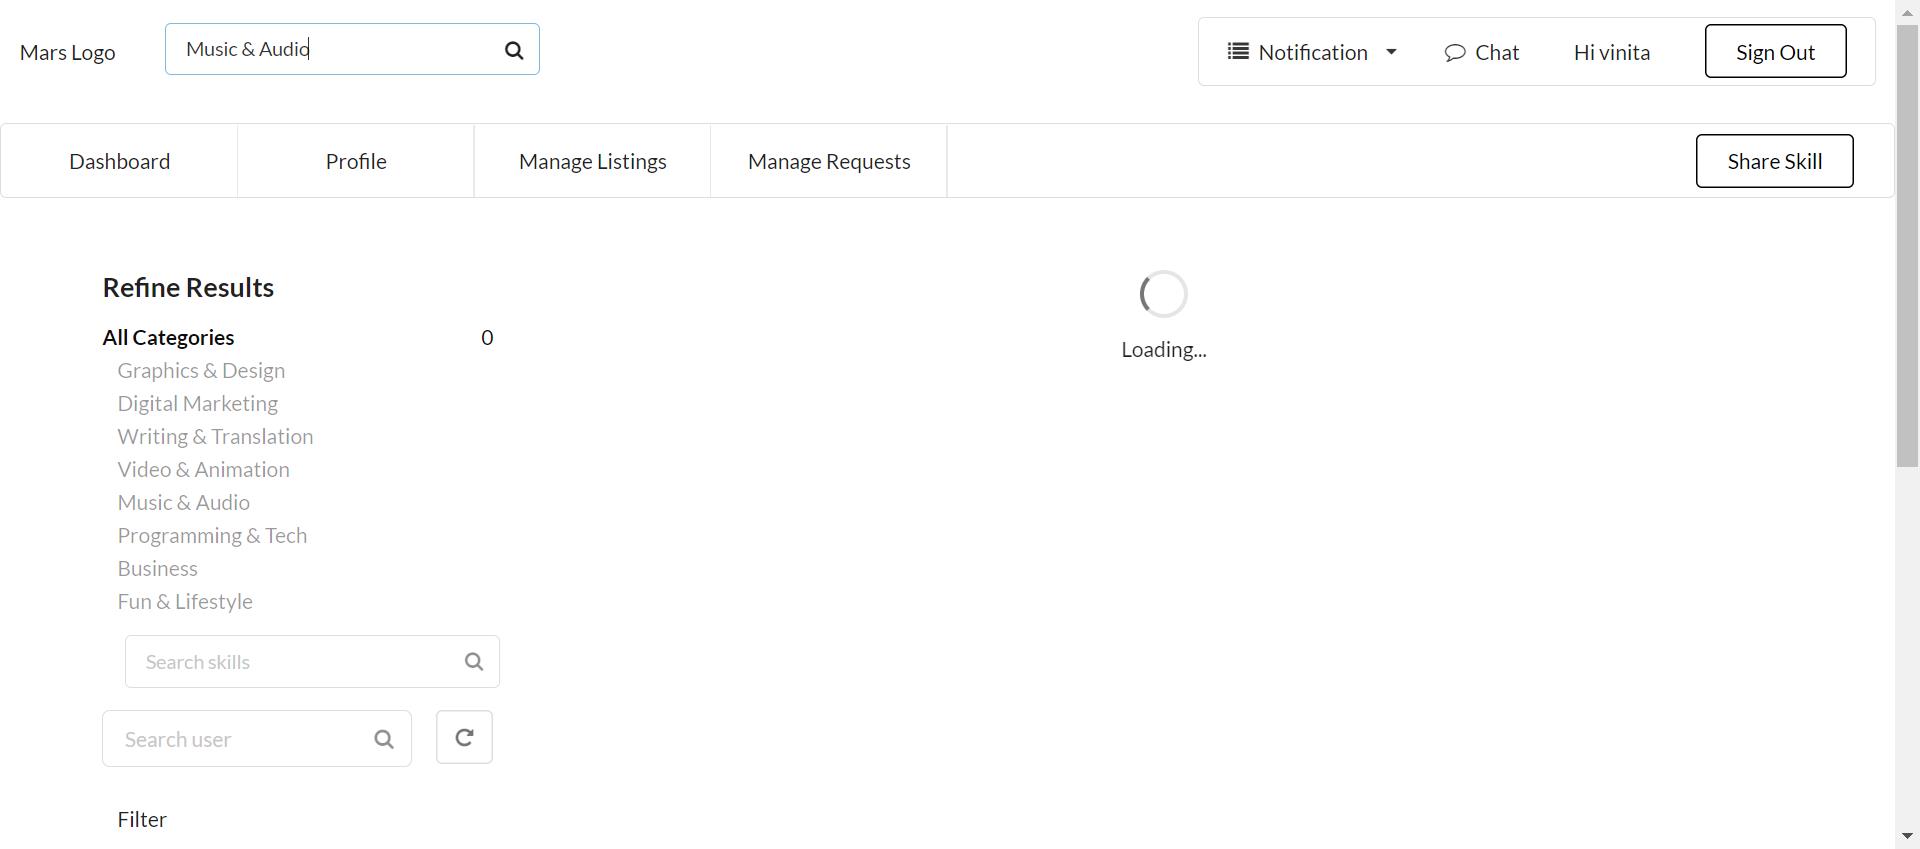 Mars Logo
Music & Audio
Notification
Chat
Hi vinita
Sign Out
Dashboard
Profile
Manage Listings
Manage Requests
Share Skill
Refine Results
All Categories 0
Graphics & Design
Digital Marketing
Writing & Translation
Video & Animation
Music & Audio
Programming & Tech
Business
Fun & Lifestyle
Search skills
Search user
Filter
Loading...